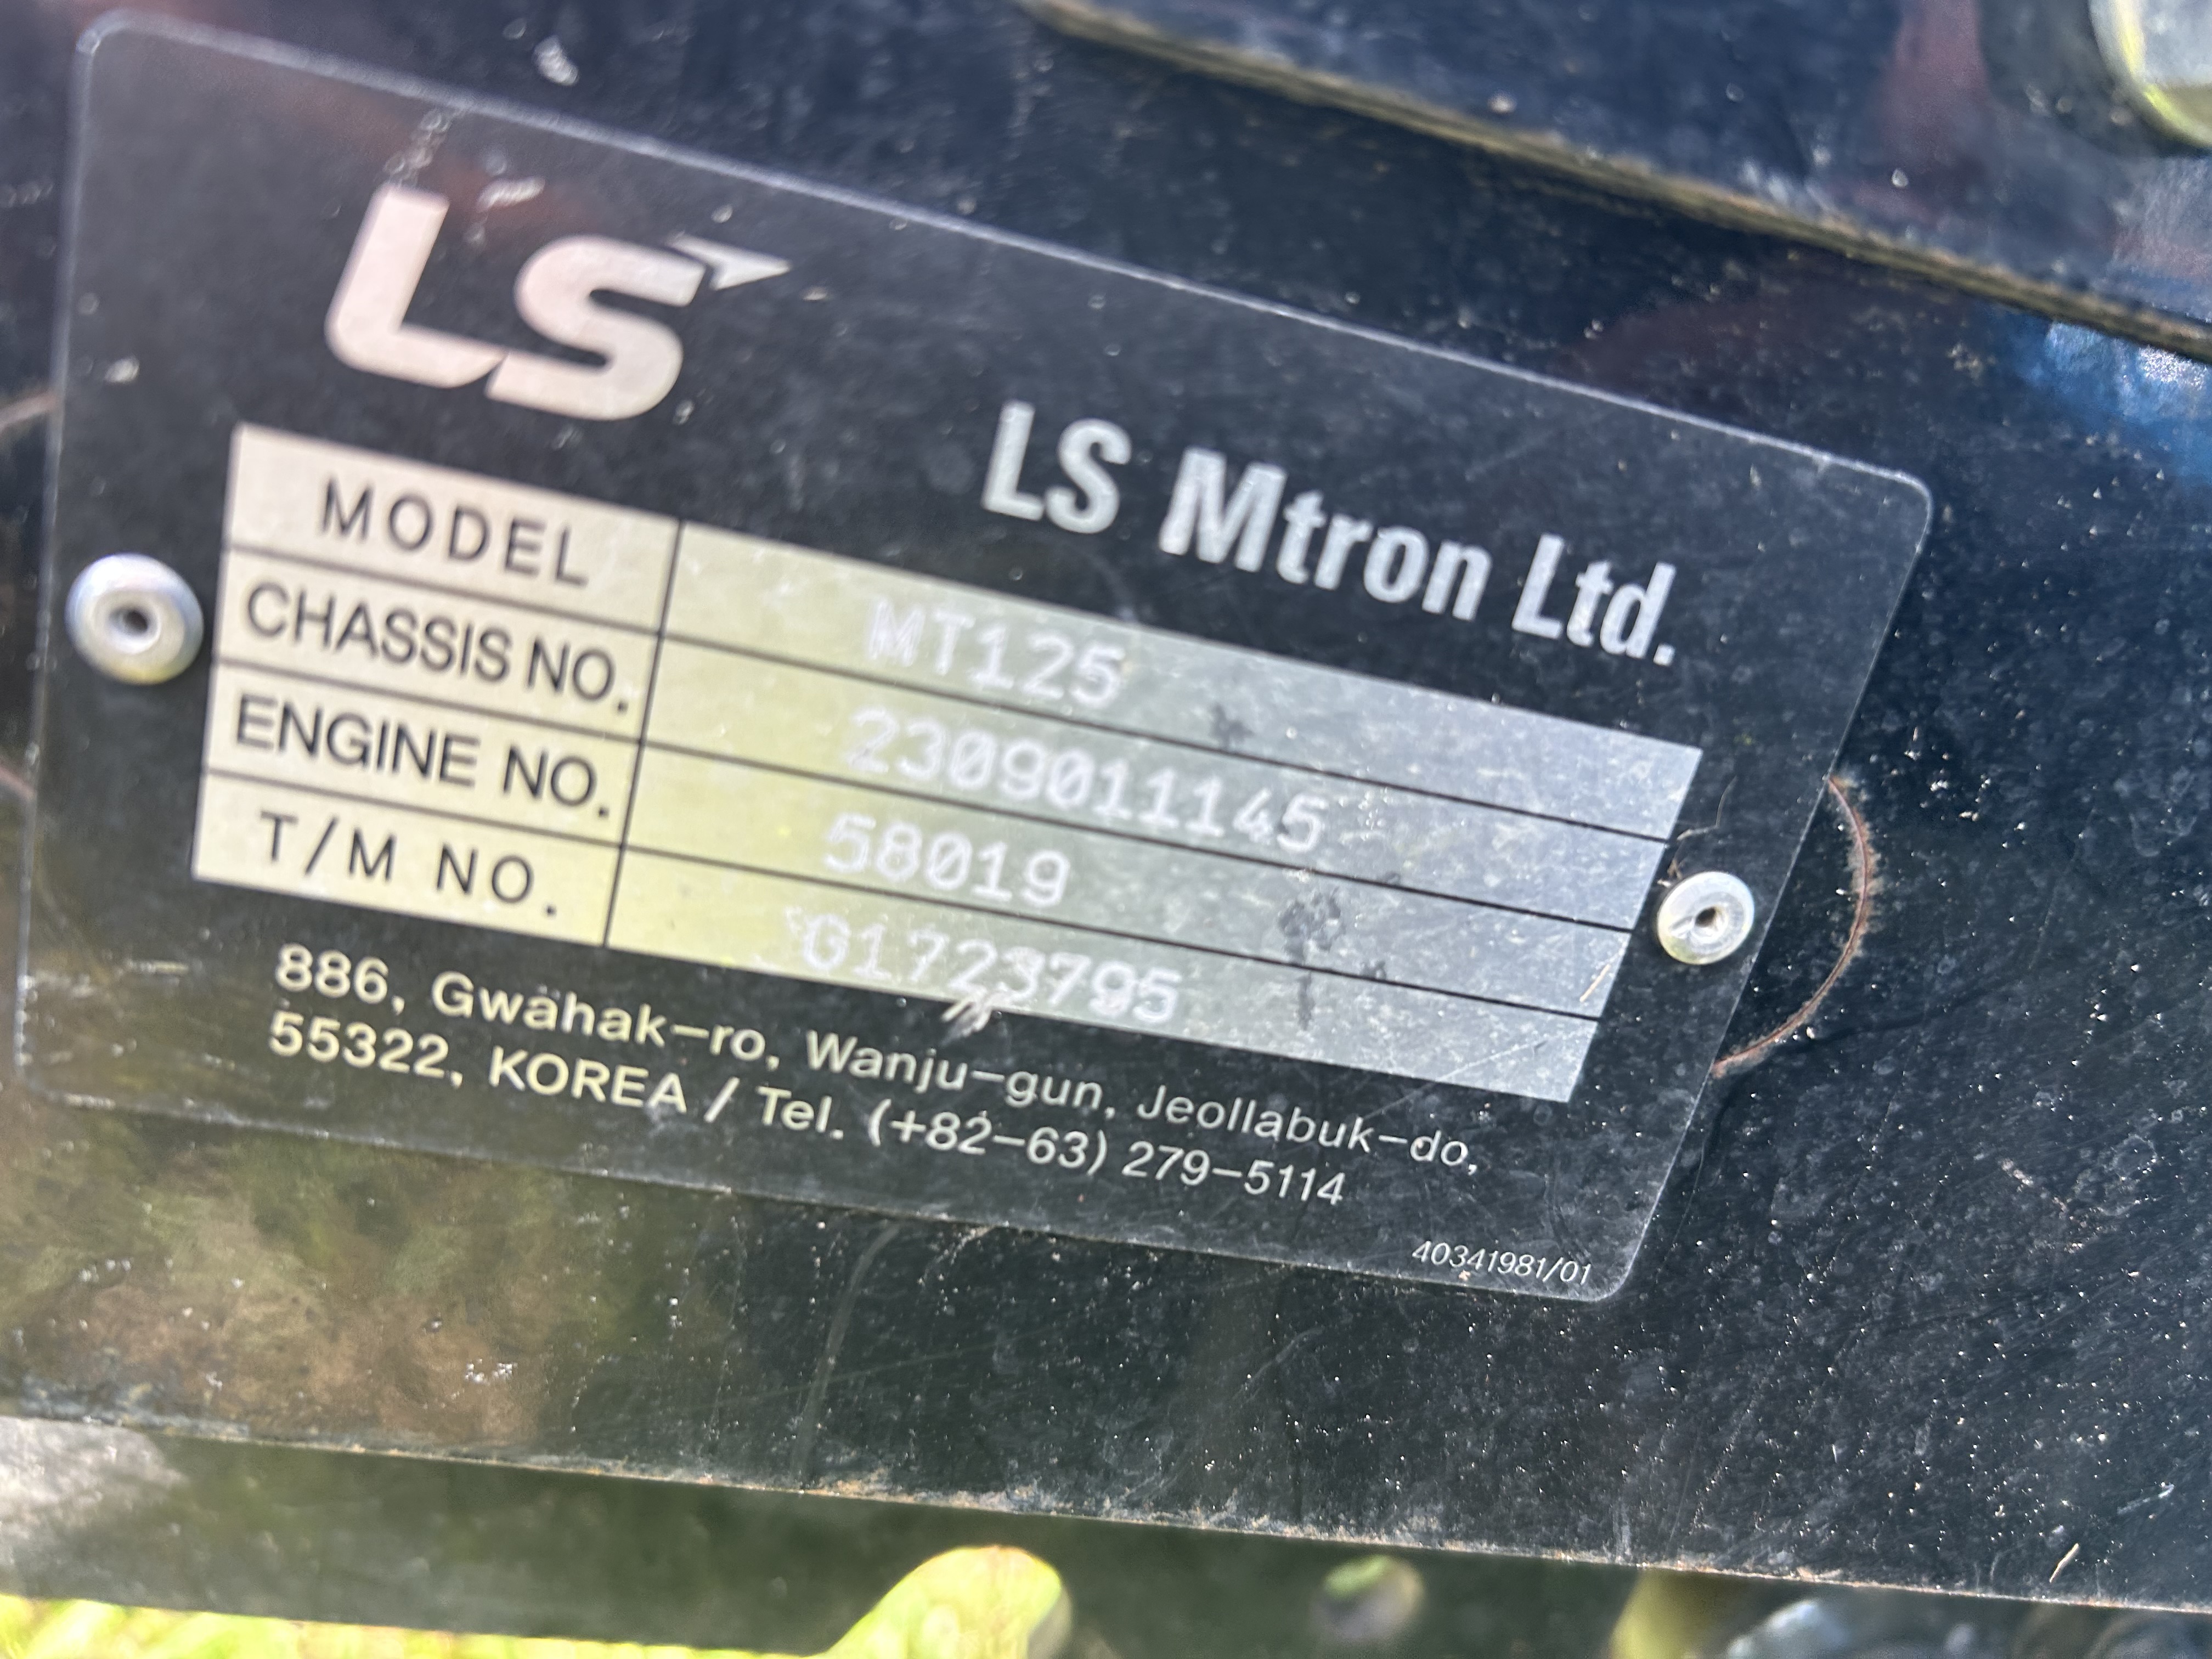 LS
LS Mtron Ltd.
MODEL MT125
CHASSIS NO. 2309011145
ENGINE NO. 58019
T/M NO. G1723795
886, Gwahak-ro, Wanju-gun, Jeollabuk-do,
55322, KOREA / Tel. (+82-63) 279-5114
40341981/01